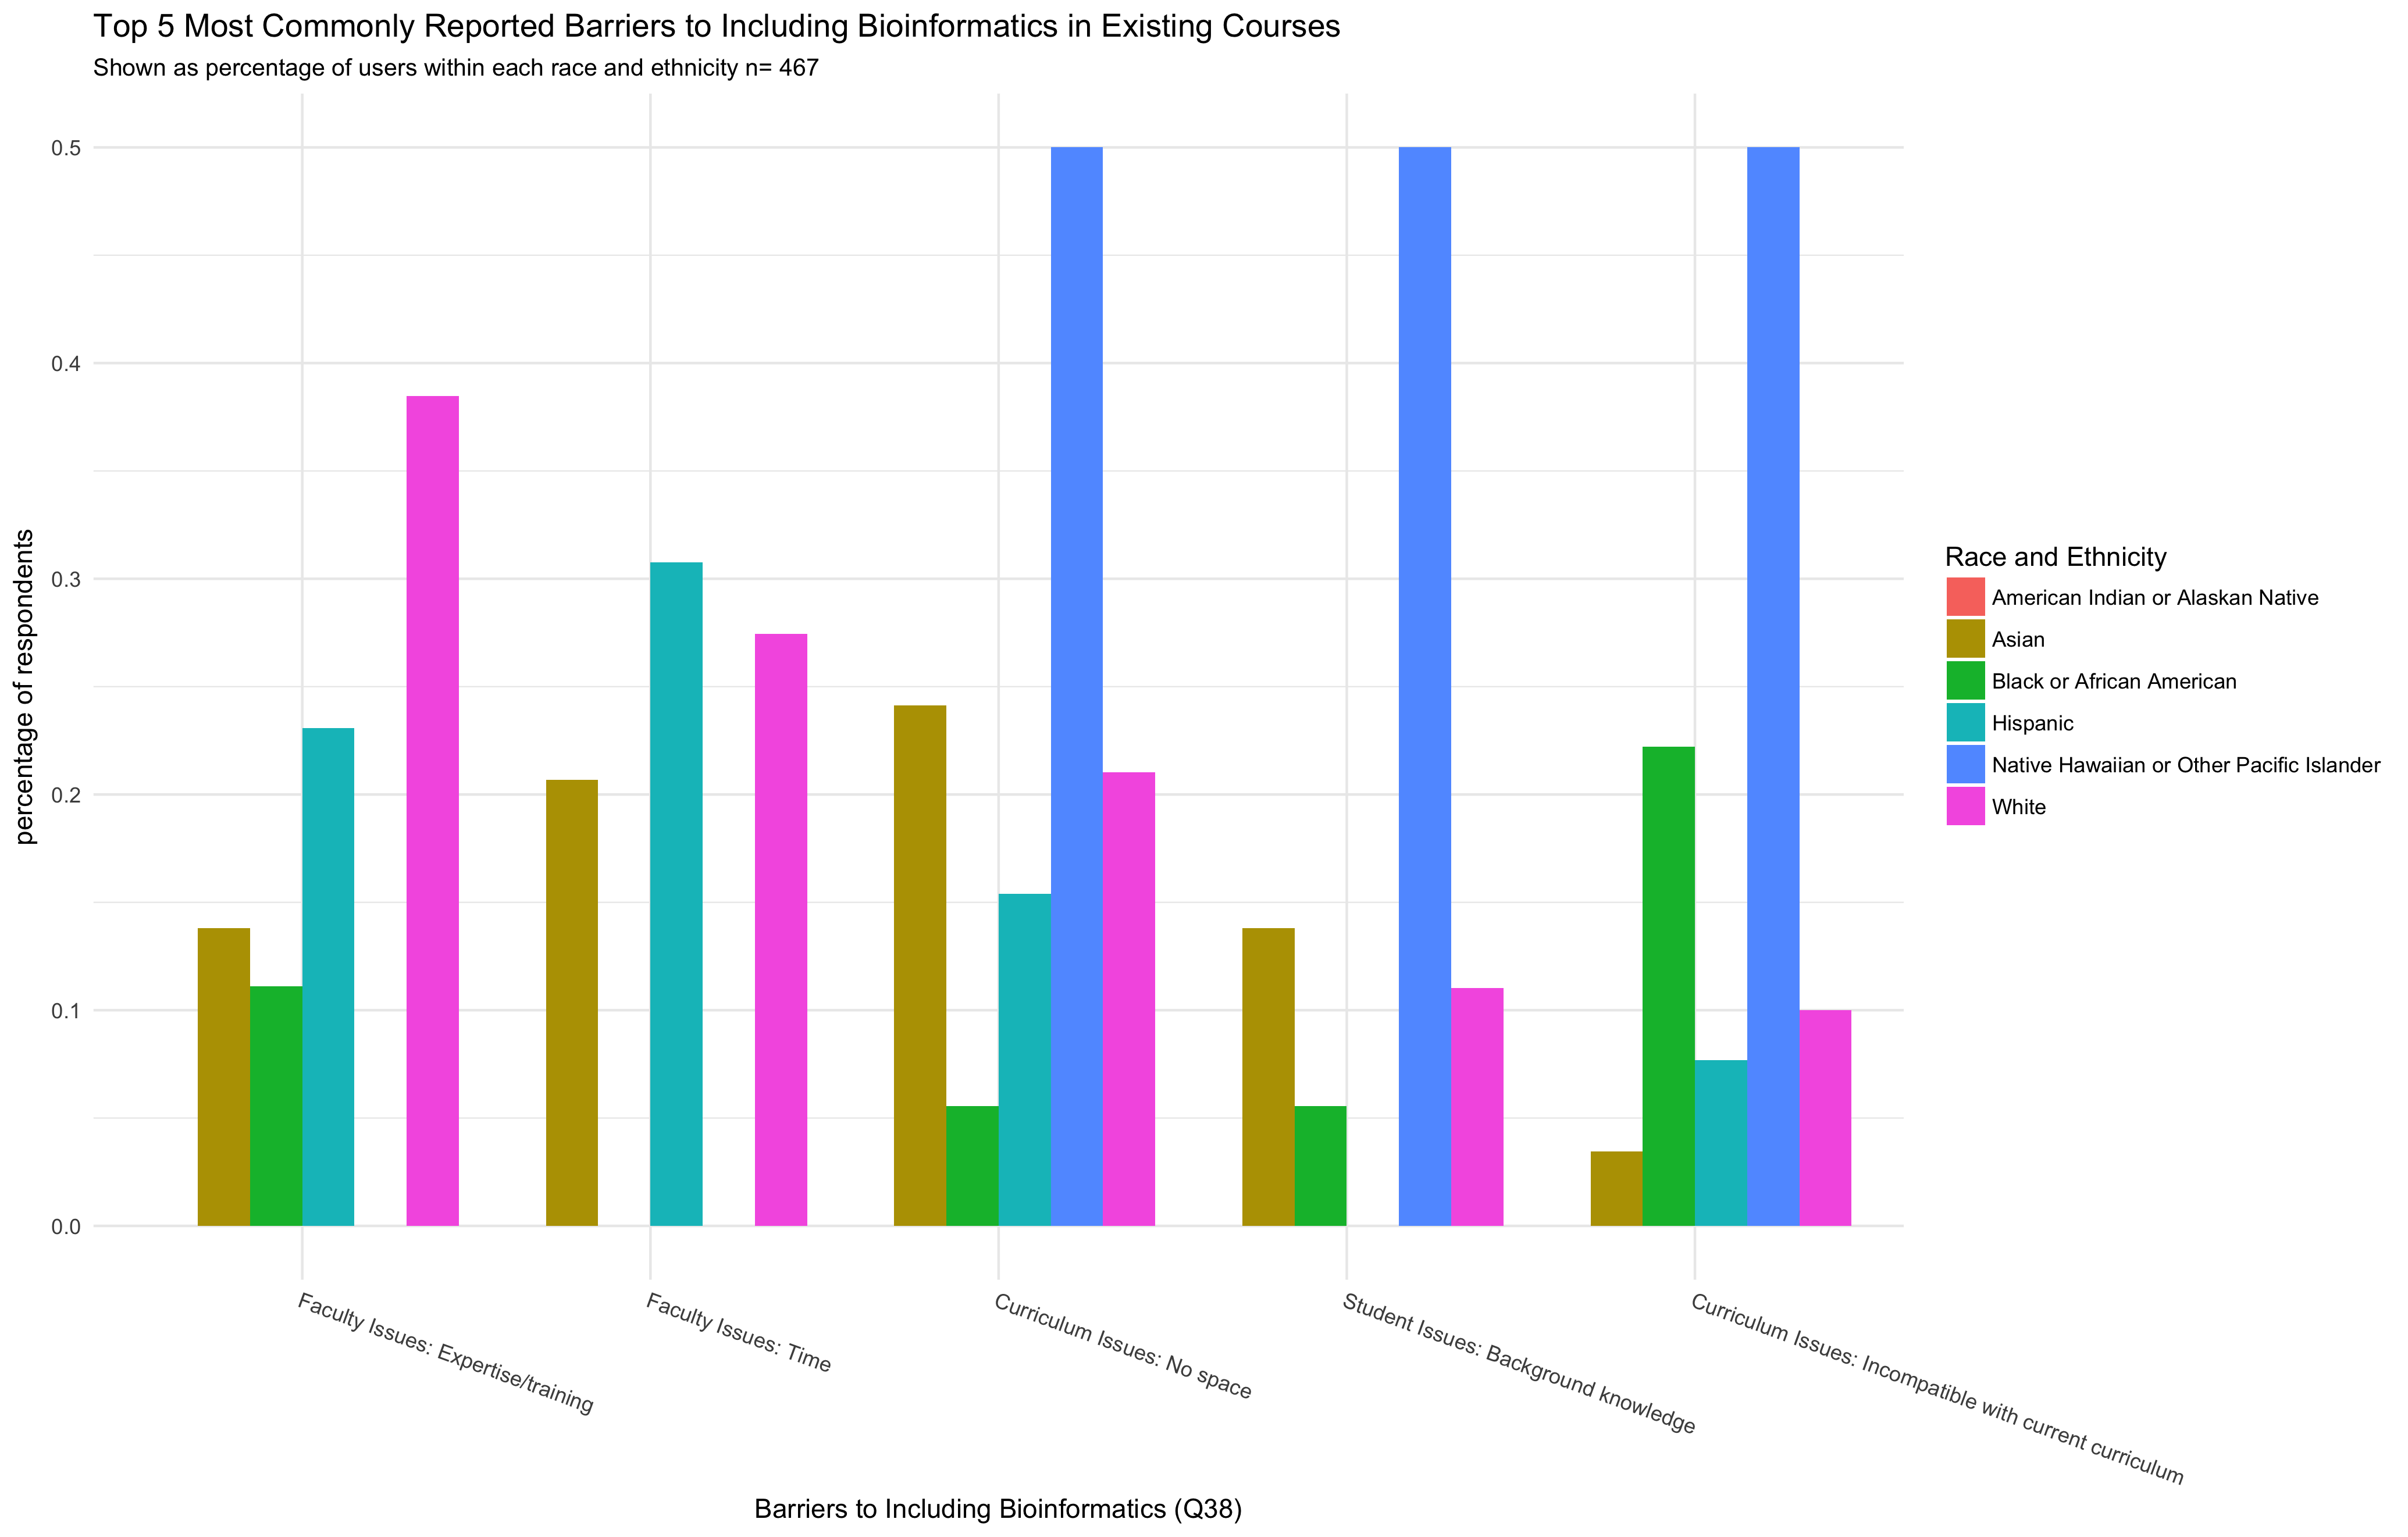 Top 5 Most Commonly Reported Barriers to Including Bioinformatics in Existing Courses
Shown as percentage of users within each race and ethnicity n= 467
percentage of respondents
0.5
0.4
0.3
0.2
0.1
0.0
Faculty Issues: Expertise/training
Faculty Issues: Time
Curriculum Issues: No space
Student Issues: Background knowledge
Curriculum Issues: Incompatible with current curriculum
Barriers to Including Bioinformatics (Q38)
Race and Ethnicity
American Indian or Alaskan Native
Asian
Black or African American
Hispanic
Native Hawaiian or Other Pacific Islander
White